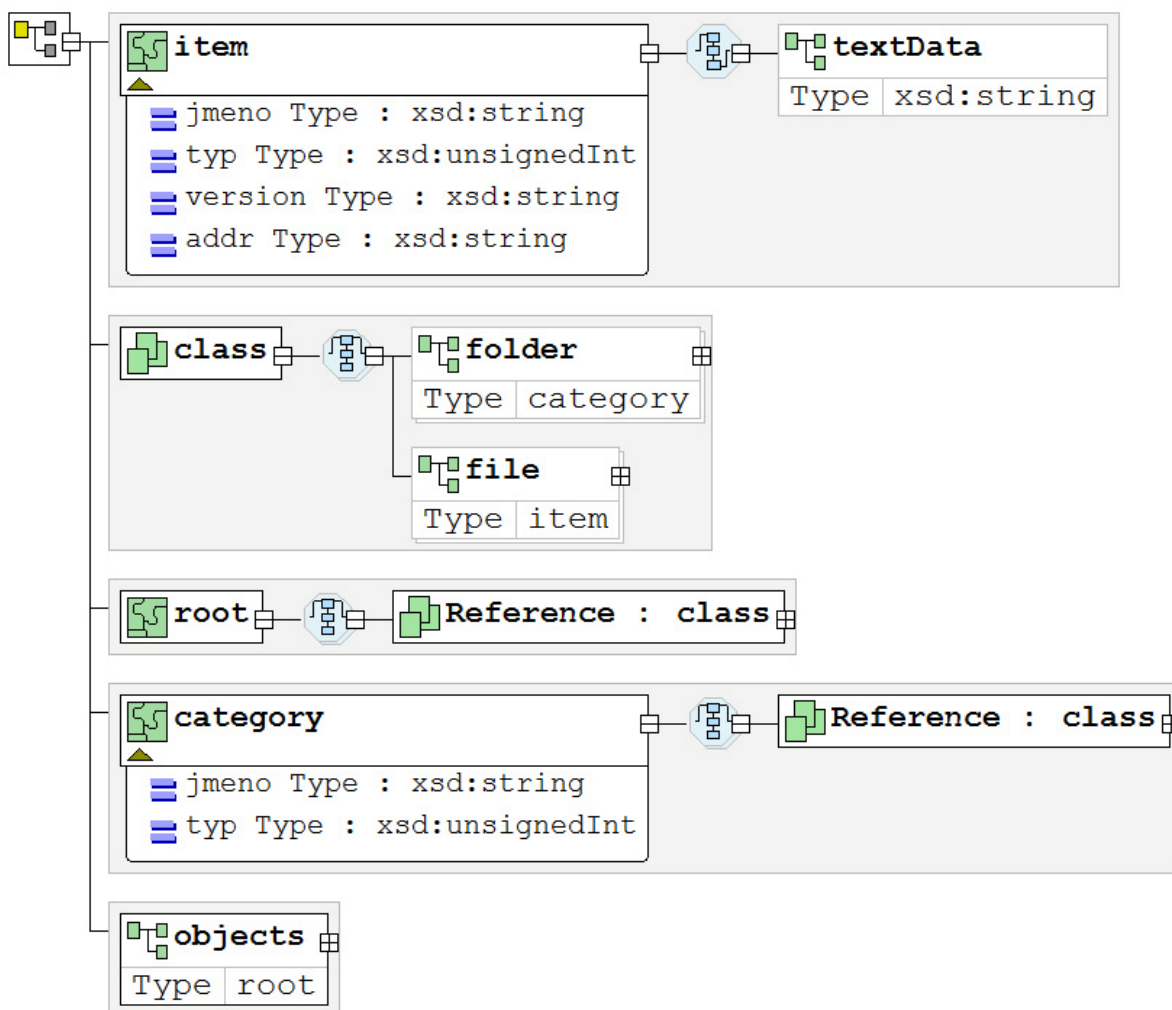 item
textData
Type xsd:string
jmeno Type : xsd:string
typ Type : xsd:unsignedInt
version Type : xsd:string
addr Type : xsd:string
class
folder
Type category
file
Type item
root
Reference : class
category
Reference : class
jmeno Type : xsd:string
typ Type : xsd:unsignedInt
objects
Type root